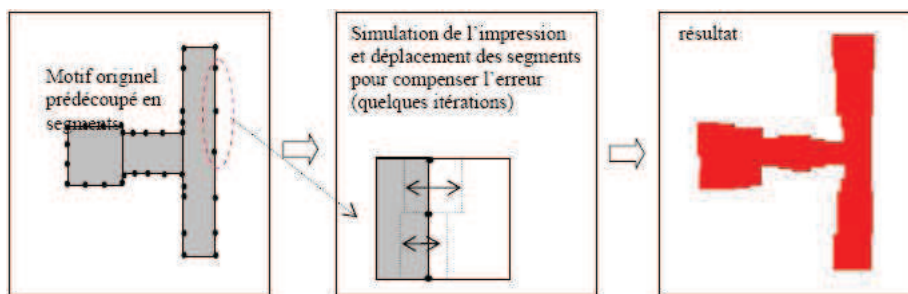 Motif originel
prédécoupé en
segments
Simulation de l'impression
et déplacement des segments
pour compenser l'erreur
(quelques itérations)
résultat